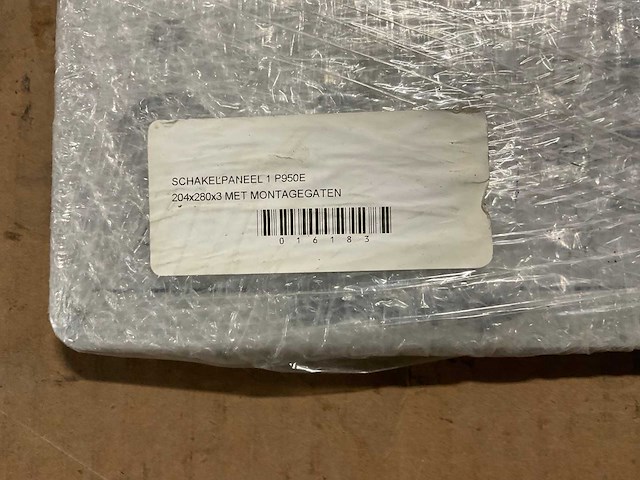 SCHAKELPANEEL 1 P950E
204x280x3 MET MONTAGEGATEN
016183